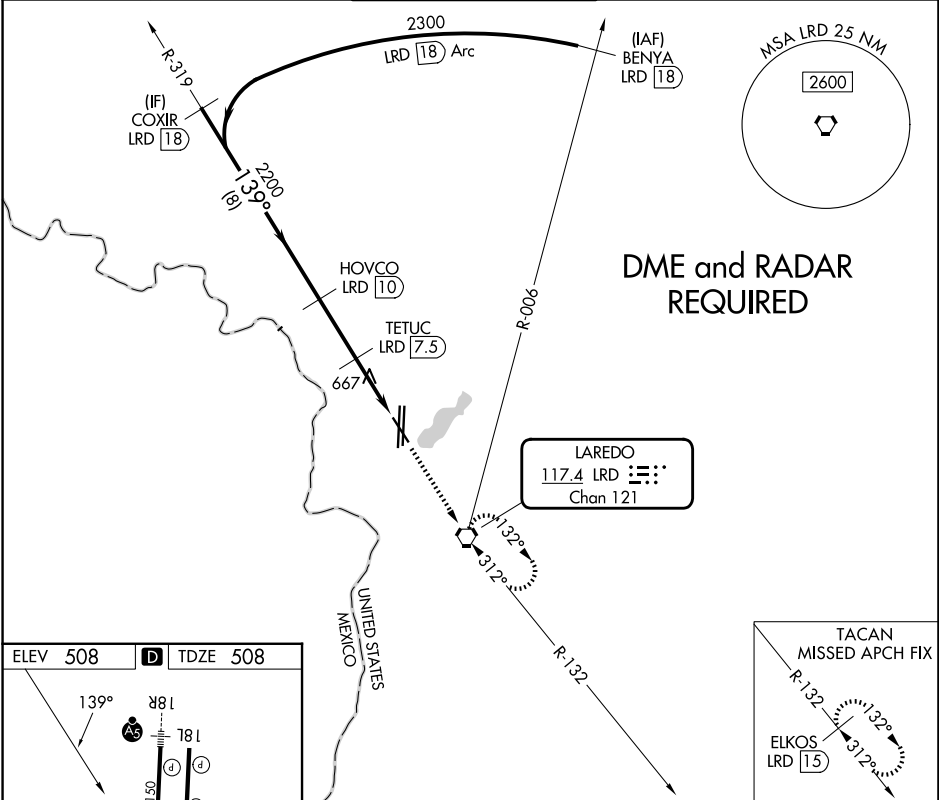 2300
LRD 18 Arc
(IAF)
BENYA
LRD 18
MSA LRD 25 NM
2600
R-319
(IF)
COXIR
LRD 18
2200
139°
(8)
DME and RADAR
REQUIRED
HOVCO
LRD 10
R-006
TETUC
LRD 7.5
667
LAREDO
117.4 LRD
Chan 121
132°
312°
UNITED STATES
MEXICO
R-132
ELEV 508 D TDZE 508
139°
18R
A5
18L
P
P
150
TACAN
MISSED APCH FIX
R-132
132°
312°
ELKOS
LRD 15